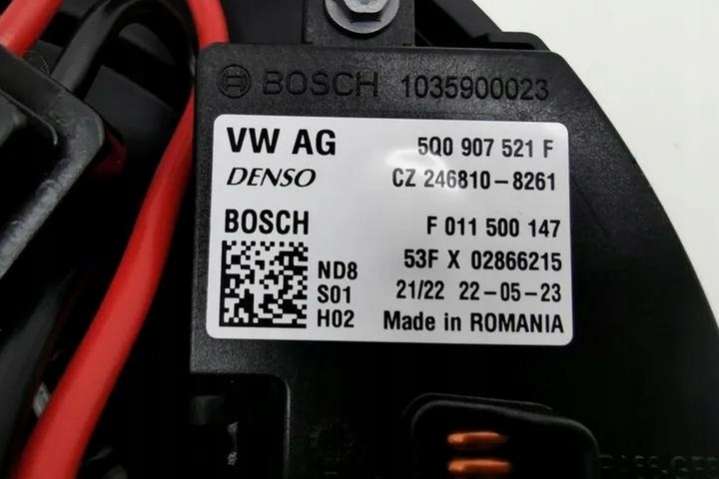 BOSCH 1035900023
VW AG 5Q0 907 521 F
DENSO CZ 246810-8261
BOSCH F 011 500 147
53F X 02866215
ND8
S01 21/22 22-05-23
H02 Made in ROMANIA